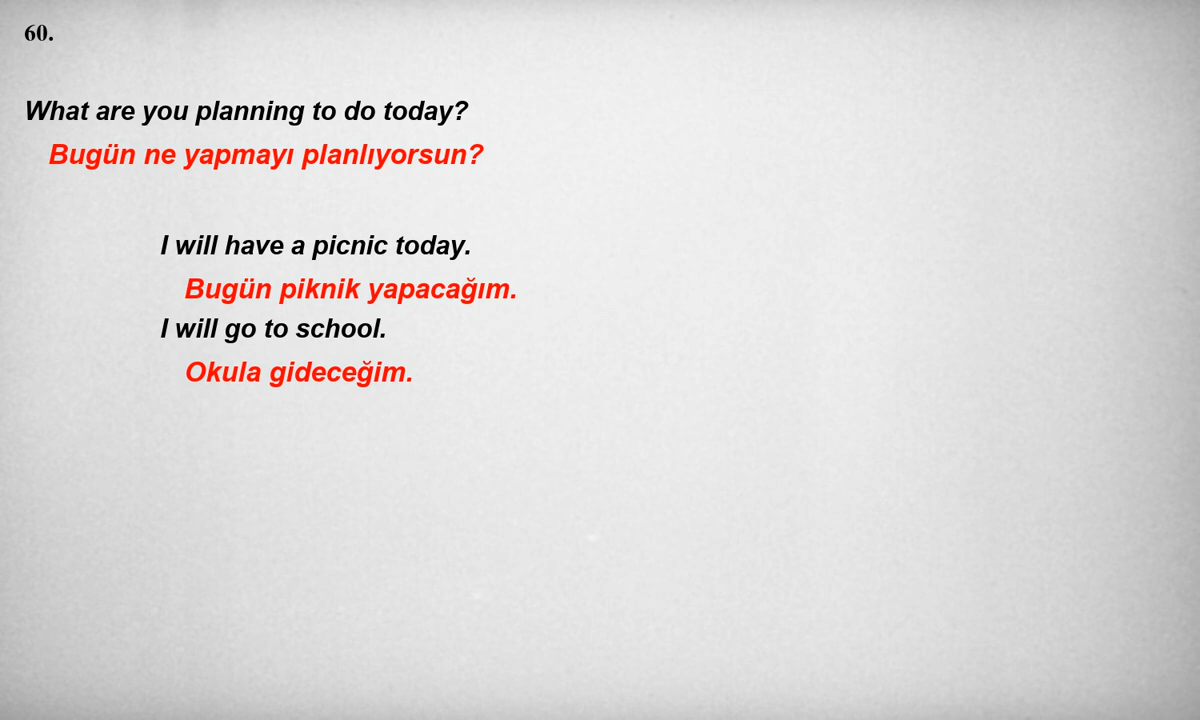 60.
What are you planning to do today?
Bugün ne yapmayı planlıyorsun?
I will have a picnic today.
Bugün piknik yapacağım.
I will go to school.
Okula gideceğim.